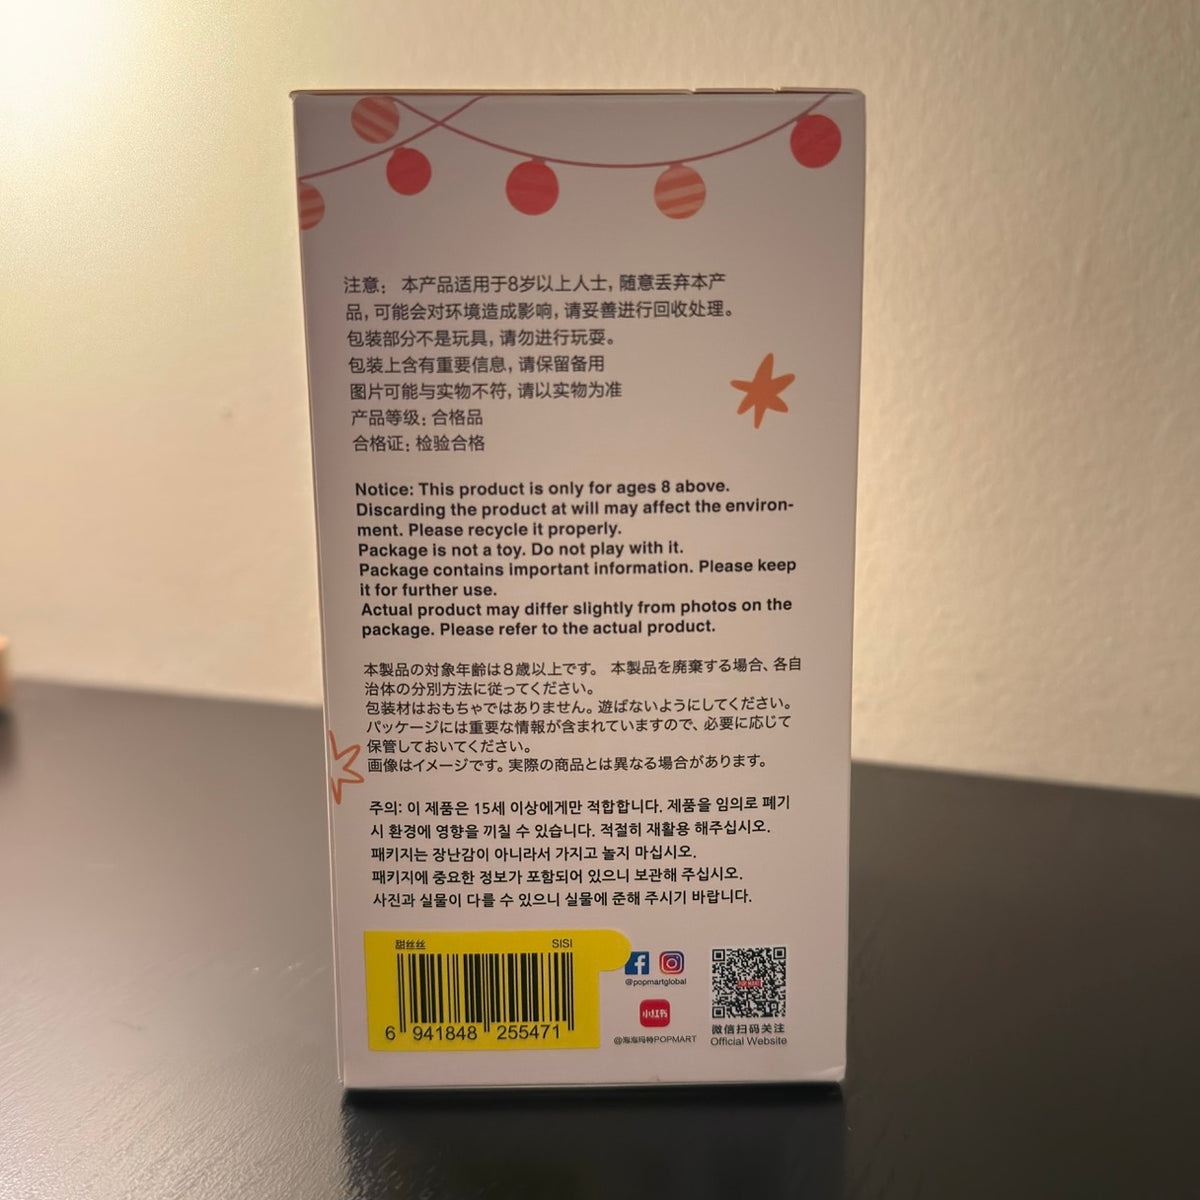 注意： 本产品适用于8岁以上人士，随意丢弃本产
品，可能会对环境造成影响，请妥善进行回收处理。
包装部分不是玩具，请勿进行玩耍。
包装上含有重要信息，请保留备用
图片可能与实物不符，请以实物为准
产品等级：合格品
合格证：检验合格
Notice: This product is only for ages 8 above.
Discarding the product at will may affect the environ-
ment. Please recycle it properly.
Package is not a toy. Do not play with it.
Package contains important information. Please keep
it for further use.
Actual product may differ slightly from photos on the
package. Please refer to the actual product.
本製品の対象年齢は8歳以上です。 本製品を廃棄する場合、各自
治体の分別方法に従ってください。
包装材はおもちゃではありません。遊ばないようにしてください。
パッケージには重要な情報が含まれていますので、必要に応じて
保管しておいてください。
画像はイメージです。実際の商品とは異なる場合があります。
주의: 이 제품은 15세 이상에게만 적합합니다. 제품을 임의로 폐기
시 환경에 영향을 끼칠 수 있습니다. 적절히 재활용 해주십시오.
패키지는 장난감이 아니라서 가지고 놀지 마십시오.
패키지에 중요한 정보가 포함되어 있으니 보관해 주십시오.
사진과 실물이 다를 수 있으니 실물에 준해 주시기 바랍니다.
甜丝丝 SISI
6 941848 255471
@popmartglobal
小红书
@泡泡玛特POPMART
POP MART
微信扫码关注
Official Website